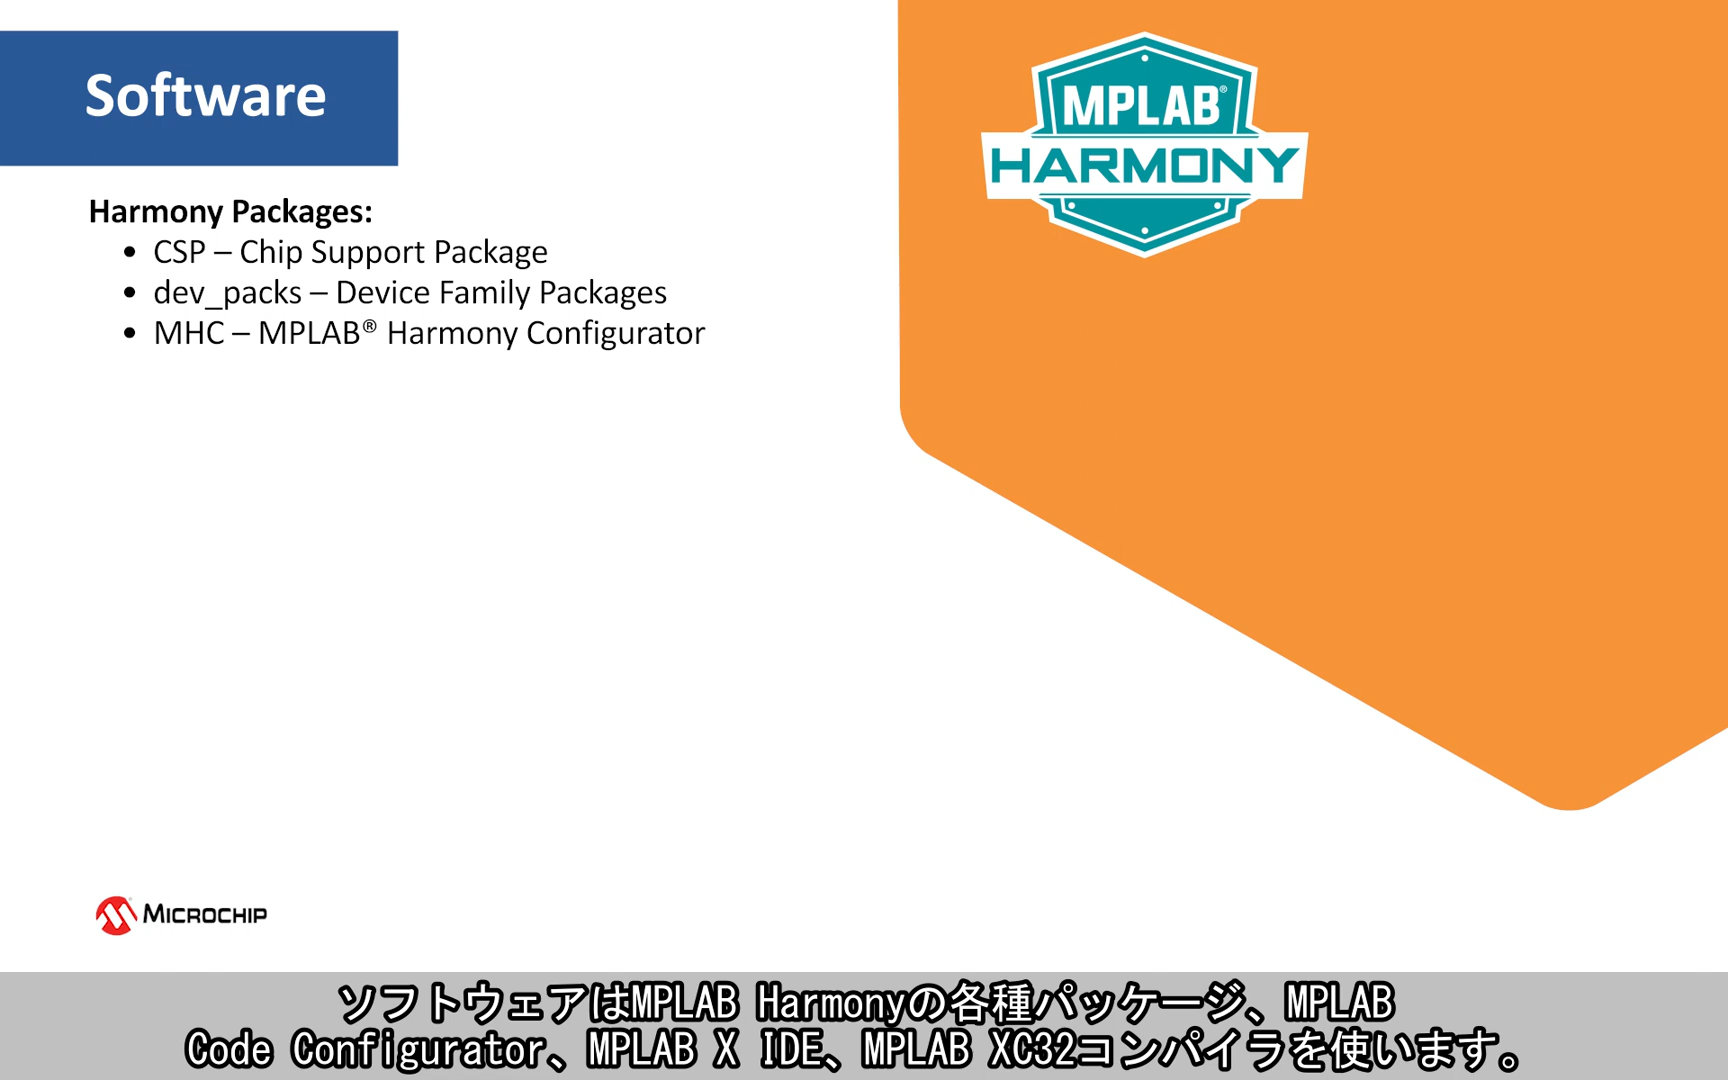 Software
MPLAB®
HARMONY
Harmony Packages:
• CSP – Chip Support Package
• dev_packs – Device Family Packages
• MHC – MPLAB® Harmony Configurator
MICROCHIP
ソフトウェアはMPLAB Harmonyの各種パッケージ、MPLAB
Code Configurator、MPLAB X IDE、MPLAB XC32コンパイラを使います。